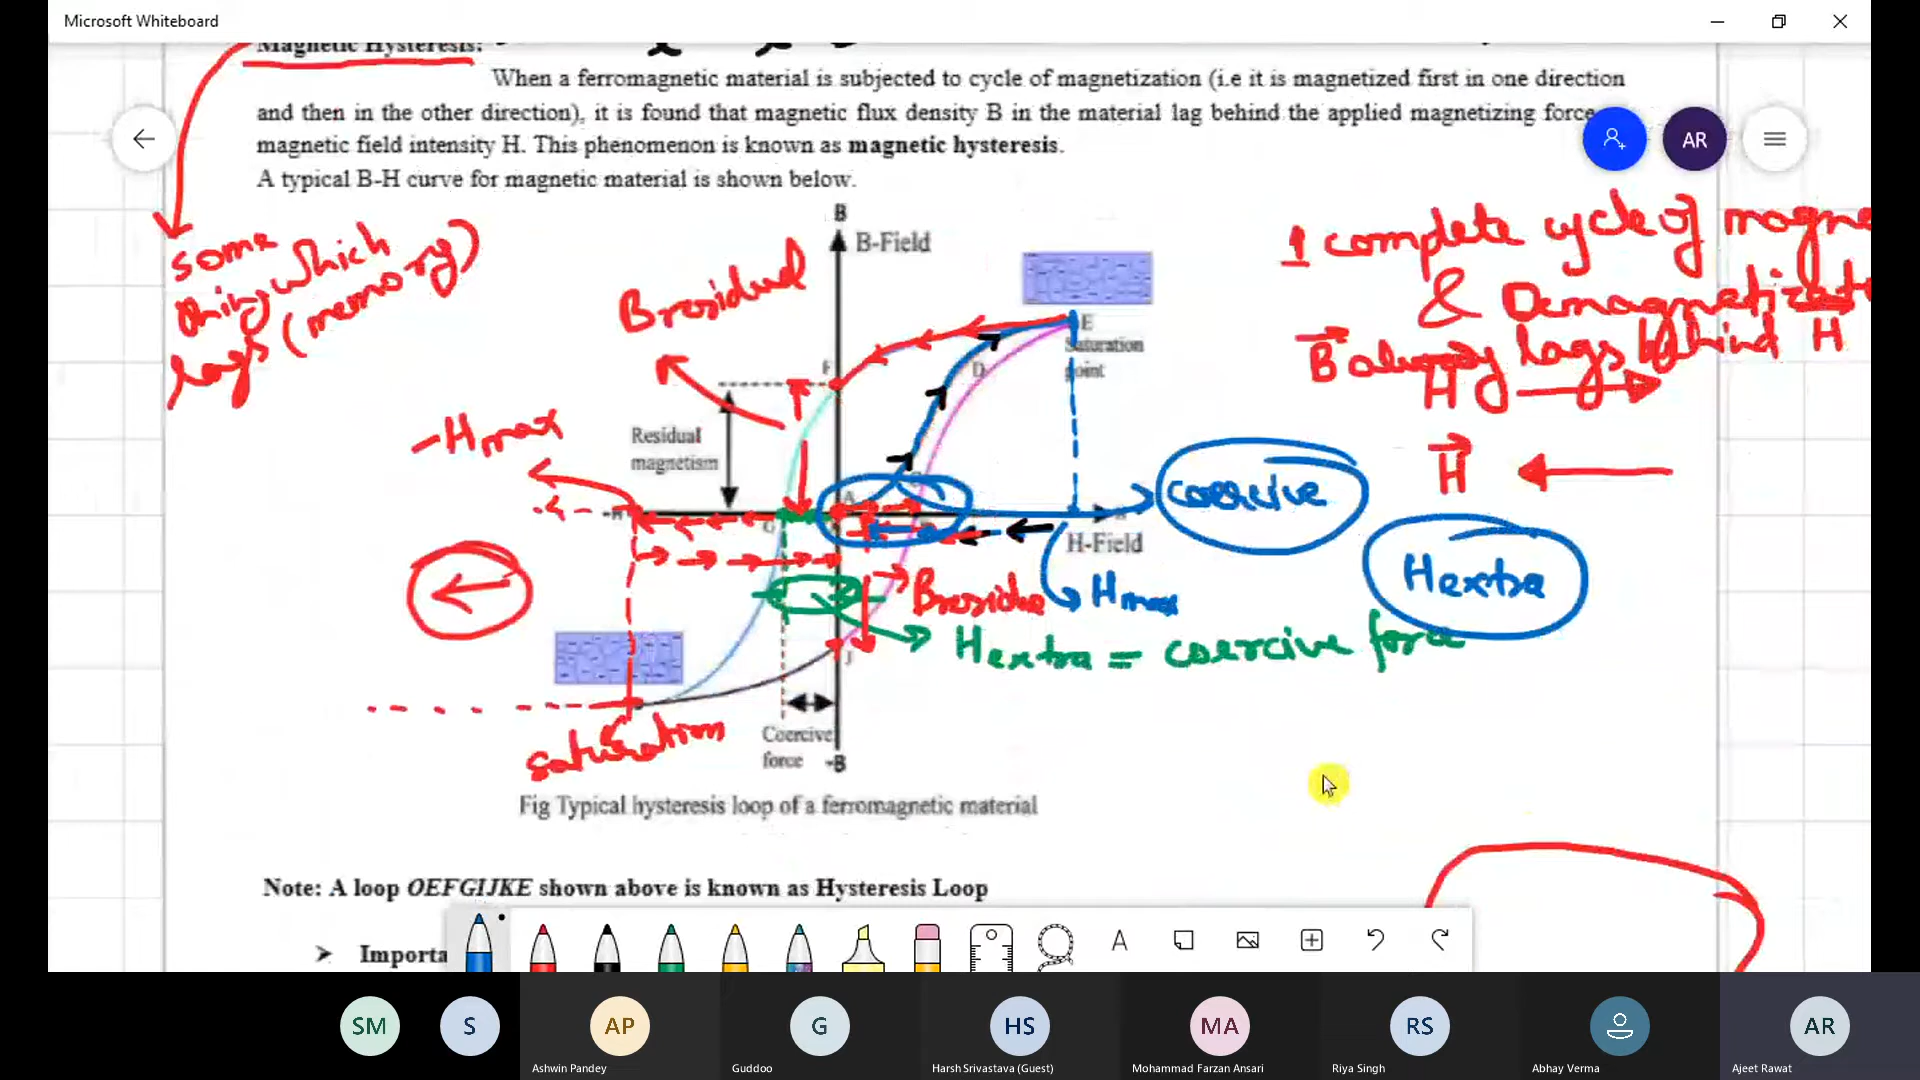 Microsoft Whiteboard
Magnetic Hysteresis:
When a ferromagnetic material is subjected to cycle of magnetization (i.e it is magnetized first in one direction
and then in the other direction), it is found that magnetic flux density B in the material lag behind the applied magnetizing force
magnetic field intensity H. This phenomenon is known as magnetic hysteresis.
A typical B-H curve for magnetic material is shown below.
AR
some
thing which
lags (memory)
1 complete cycle of magne
& Demagnetizat
B always lags behind H
H
H
B
B-Field
B residual
E
Saturation
point
D
F
Residual
magnetism
-Hmax
A
G
H-Field
coercive
Hextra
Bresidue
Hmax
Hextra = coercive force
J
saturation
Coercive
force
-B
Fig Typical hysteresis loop of a ferromagnetic material
Note: A loop OEFGIJKE shown above is known as Hysteresis Loop
Importa
SM
S
AP
G
HS
MA
RS
AR
Ashwin Pandey
Guddoo
Harsh Srivastava (Guest)
Mohammad Farzan Ansari
Riya Singh
Abhay Verma
Ajeet Rawat